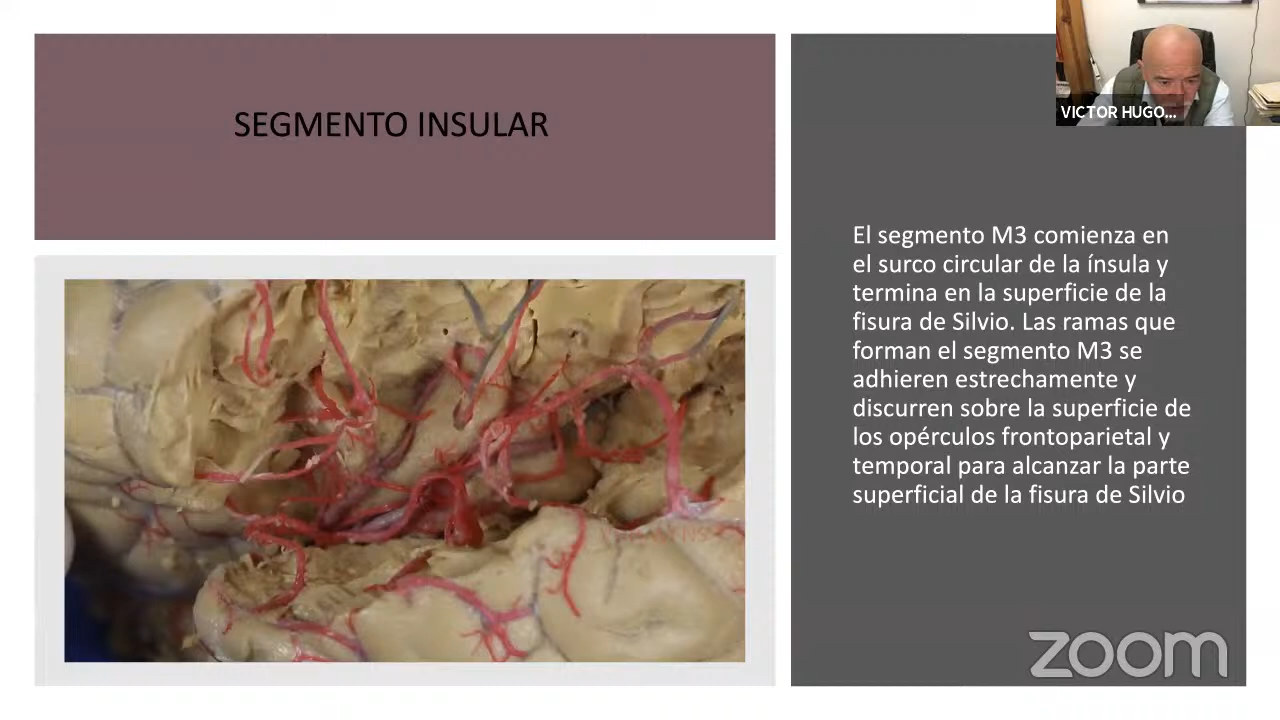 VICTOR HUGO...
SEGMENTO INSULAR
El segmento M3 comienza en
el surco circular de la ínsula y
termina en la superficie de la
fisura de Silvio. Las ramas que
forman el segmento M3 se
adhieren estrechamente y
discurren sobre la superficie de
los opérculos frontoparietal y
temporal para alcanzar la parte
superficial de la fisura de Silvio
zoom